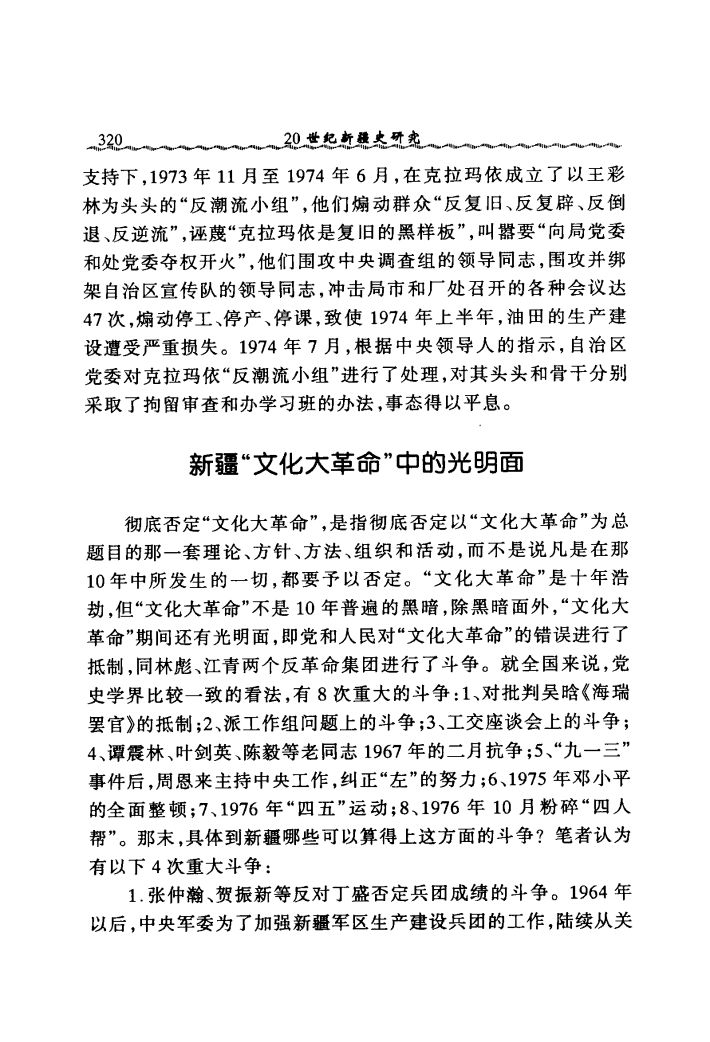 320
20世纪新疆史研究
支持下,1973年11月至1974年6月,在克拉玛依成立了以王彩
林为头头的“反潮流小组”,他们煽动群众“反复旧、反复辟、反倒
退、反逆流”,诬蔑“克拉玛依是复旧的黑样板”,叫嚣要“向局党委
和处党委夺权开火”,他们围攻中央调查组的领导同志,围攻并绑
架自治区宣传队的领导同志,冲击局市和厂处召开的各种会议达
47次,煽动停工、停产、停课,致使1974年上半年,油田的生产建
设遭受严重损失。1974年7月,根据中央领导人的指示,自治区
党委对克拉玛依“反潮流小组”进行了处理,对其头头和骨干分别
采取了拘留审查和办学习班的办法,事态得以平息。
新疆“文化大革命”中的光明面
彻底否定“文化大革命”,是指彻底否定以“文化大革命”为总
题目的那一套理论、方针、方法、组织和活动,而不是说凡是在那
10年中所发生的一切,都要予以否定。“文化大革命”是十年浩
劫,但“文化大革命”不是10年普遍的黑暗,除黑暗面外,“文化大
革命”期间还有光明面,即党和人民对“文化大革命”的错误进行了
抵制,同林彪、江青两个反革命集团进行了斗争。就全国来说,党
史学界比较一致的看法,有8次重大的斗争:1、对批判吴晗《海瑞
罢官》的抵制;2、派工作组问题上的斗争;3、工交座谈会上的斗争;
4、谭震林、叶剑英、陈毅等老同志1967年的二月抗争;5、“九一三”
事件后,周恩来主持中央工作,纠正“左”的努力;6、1975年邓小平
的全面整顿;7、1976年“四五”运动;8、1976年10月粉碎“四人
帮”。那末,具体到新疆哪些可以算得上这方面的斗争?笔者认为
有以下4次重大斗争:
1.张仲瀚、贺振新等反对丁盛否定兵团成绩的斗争。1964年
以后,中央军委为了加强新疆军区生产建设兵团的工作,陆续从关